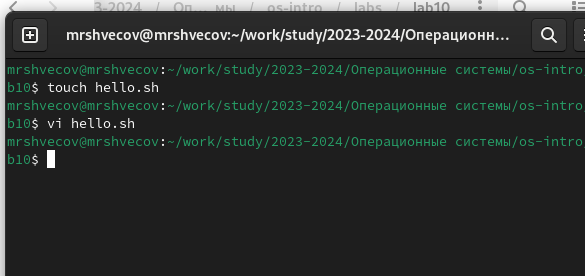 3-2024 / Оп… мы / os-intro / labs / lab10
mrshvecov@mrshvecov:~/work/study/2023-2024/Операционн…
mrshvecov@mrshvecov:~/work/study/2023-2024/Операционные системы/os-intro
b10$ touch hello.sh
mrshvecov@mrshvecov:~/work/study/2023-2024/Операционные системы/os-intro
b10$ vi hello.sh
mrshvecov@mrshvecov:~/work/study/2023-2024/Операционные системы/os-intro
b10$